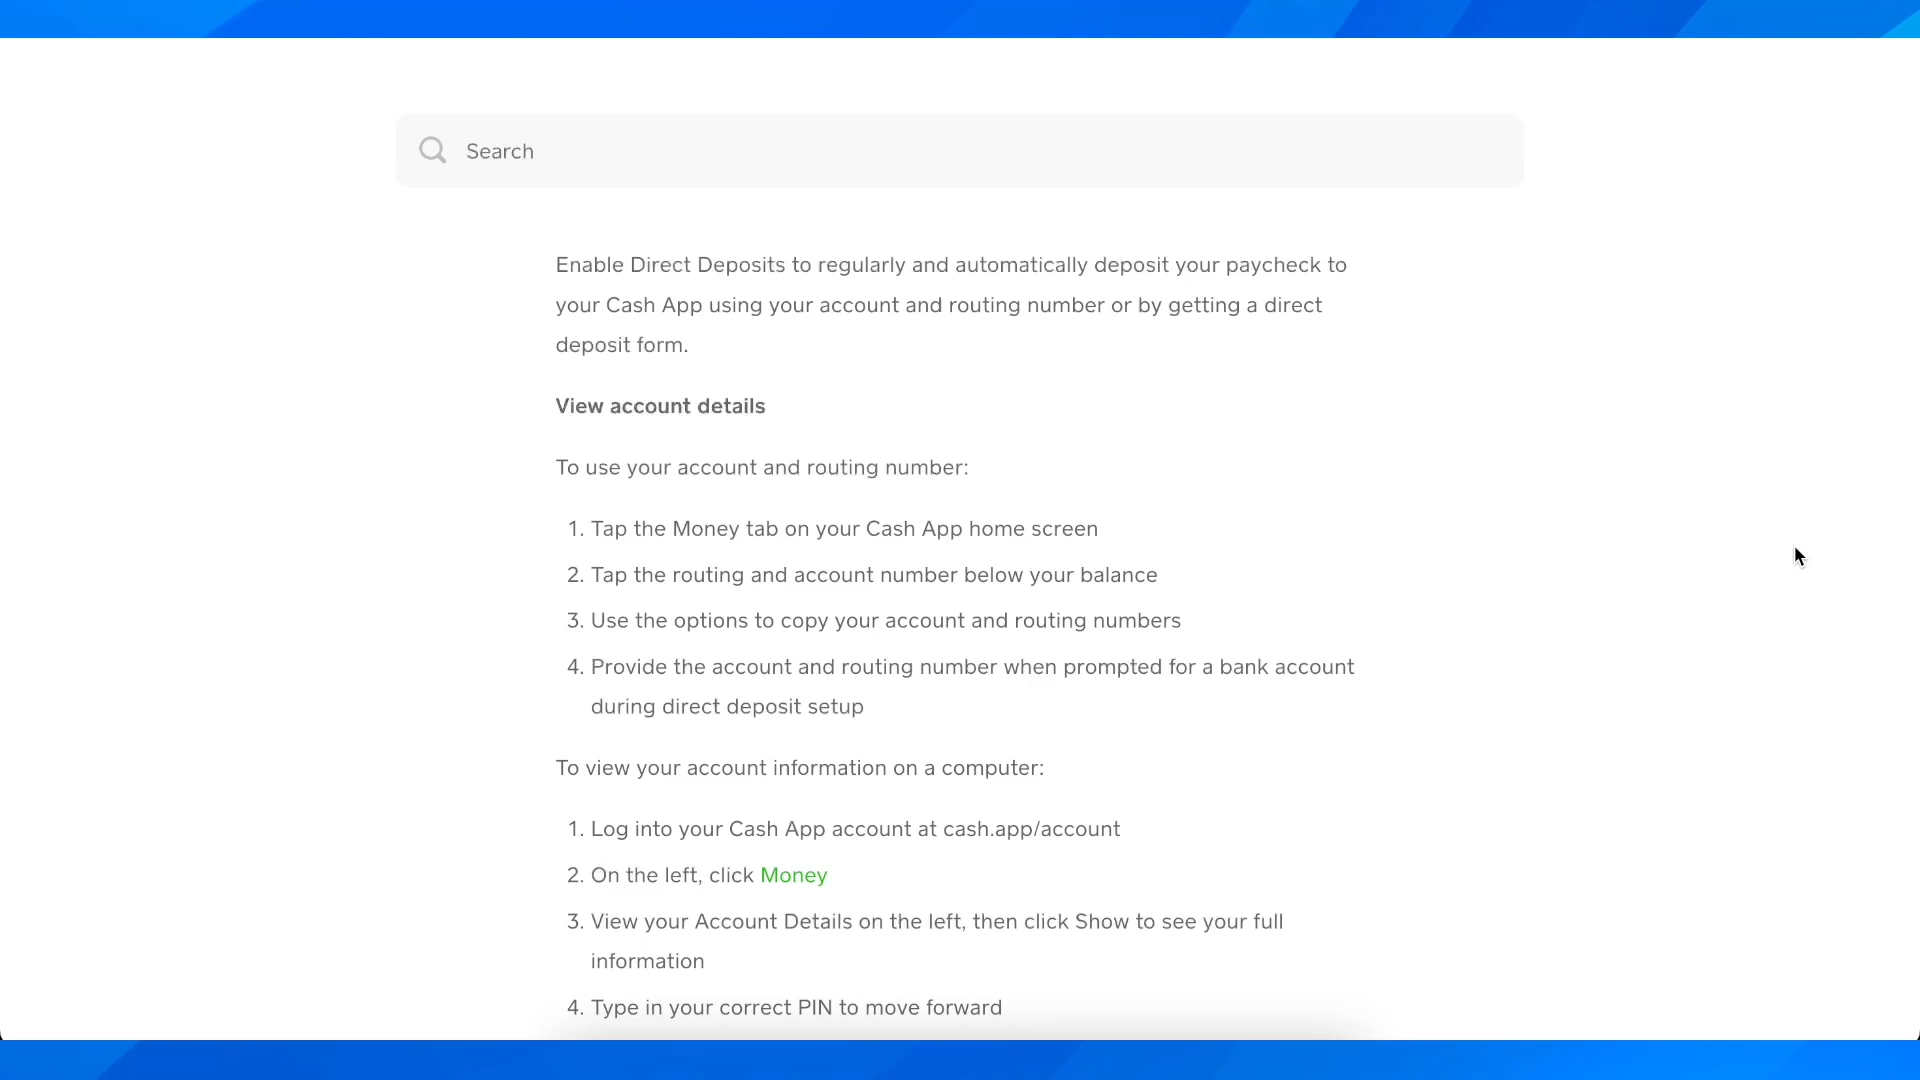 Search
Enable Direct Deposits to regularly and automatically deposit your paycheck to
your Cash App using your account and routing number or by getting a direct
deposit form.
View account details
To use your account and routing number:
1. Tap the Money tab on your Cash App home screen
2. Tap the routing and account number below your balance
3. Use the options to copy your account and routing numbers
4. Provide the account and routing number when prompted for a bank account
during direct deposit setup
To view your account information on a computer:
1. Log into your Cash App account at cash.app/account
2. On the left, click Money
3. View your Account Details on the left, then click Show to see your full
information
4. Type in your correct PIN to move forward